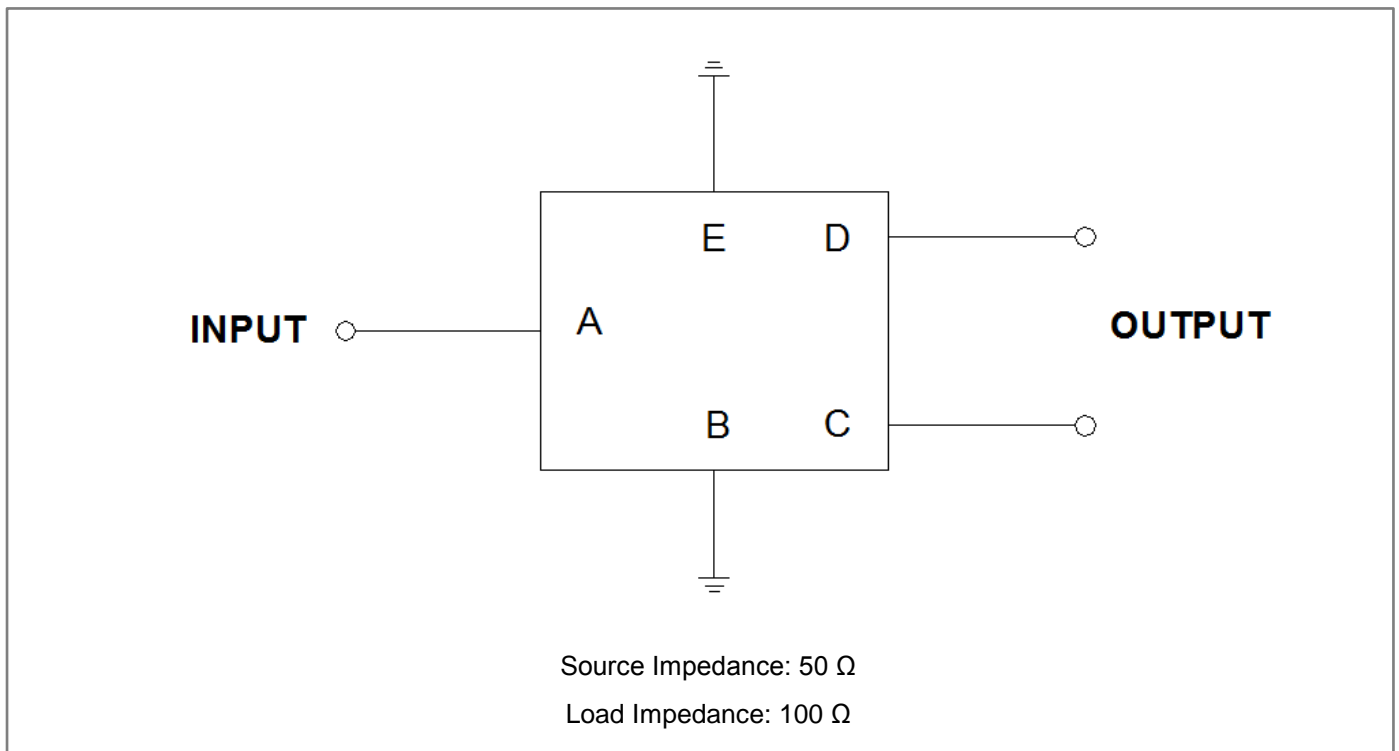 E D
INPUT A OUTPUT
B C
Source Impedance: 50 Ω
Load Impedance: 100 Ω